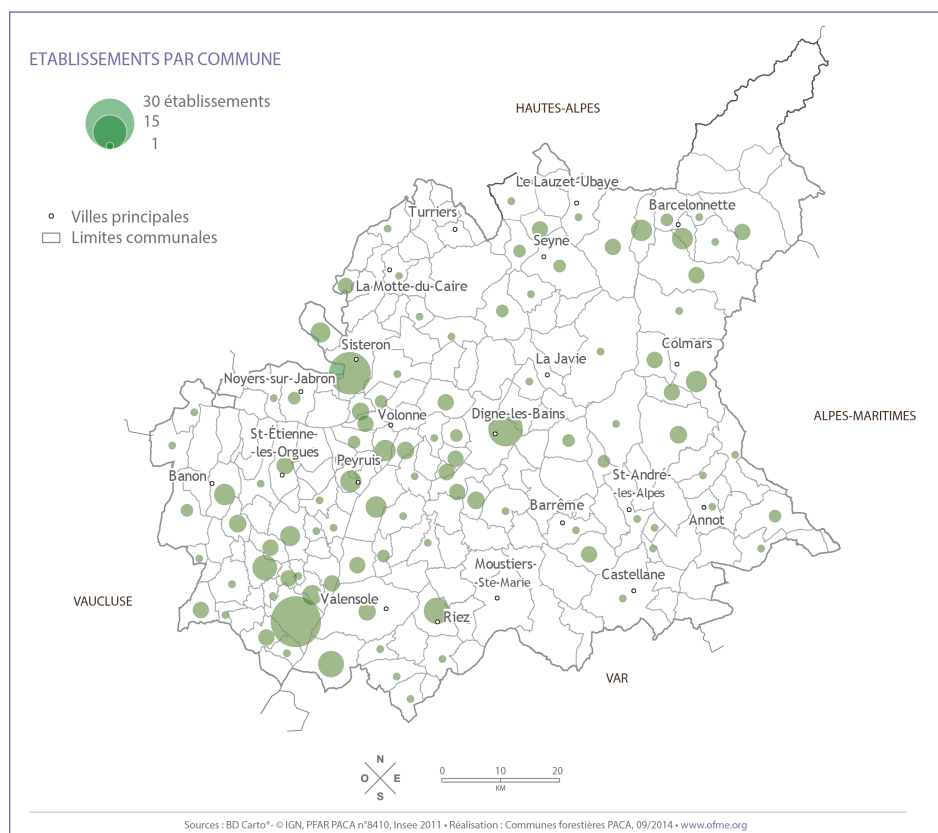 ETABLISSEMENTS PAR COMMUNE
30 établissements
15
1
Villes principales
Limites communales
HAUTES-ALPES
Le Lauzet-Ubaye
Barcelonnette
Turriers
Seyne
La Motte-du-Caire
Sisteron
Colmars
La Javie
Noyers-sur-Jabron
ALPES-MARITIMES
Volonne
Digne-les-Bains
St-Étienne-
-les-Orgues
Peyruis
Banon
St-André-
-les-Alpes
Barrême
Annot
Moustiers-
-Ste-Marie
Castellane
VAUCLUSE
Valensole
Riez
VAR
N
O E
S
0 10 20
KM
Sources : BD Carto®- © IGN, PFAR PACA n°8410, Insee 2011 • Réalisation : Communes forestières PACA, 09/2014 • www.ofme.org